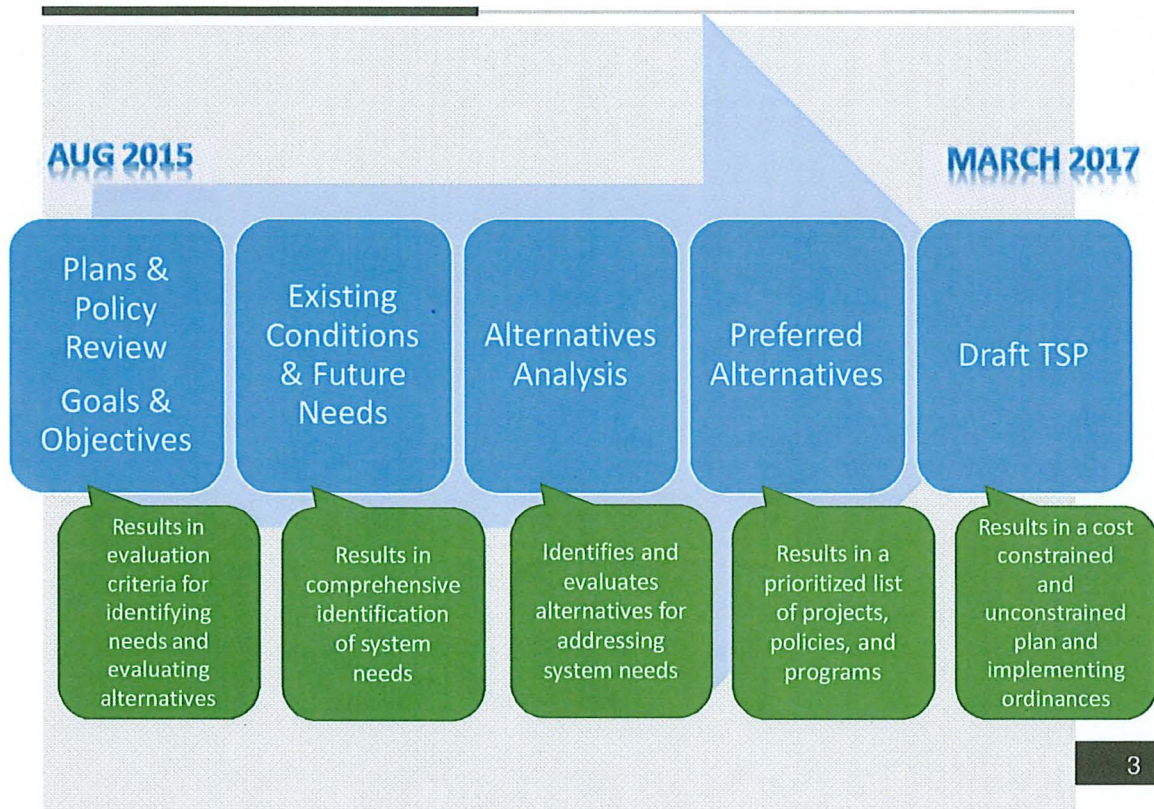 AUG 2015
MARCH 2017
Plans &
Policy
Review
Goals &
Objectives
Existing
Conditions
& Future
Needs
Alternatives
Analysis
Preferred
Alternatives
Draft TSP
Results in
evaluation
criteria for
identifying
needs and
evaluating
alternatives
Results in
comprehensive
identification
of system
needs
Identifies and
evaluates
alternatives for
addressing
system needs
Results in a
prioritized list
of projects,
policies, and
programs
Results in a cost
constrained
and
unconstrained
plan and
implementing
ordinances
3